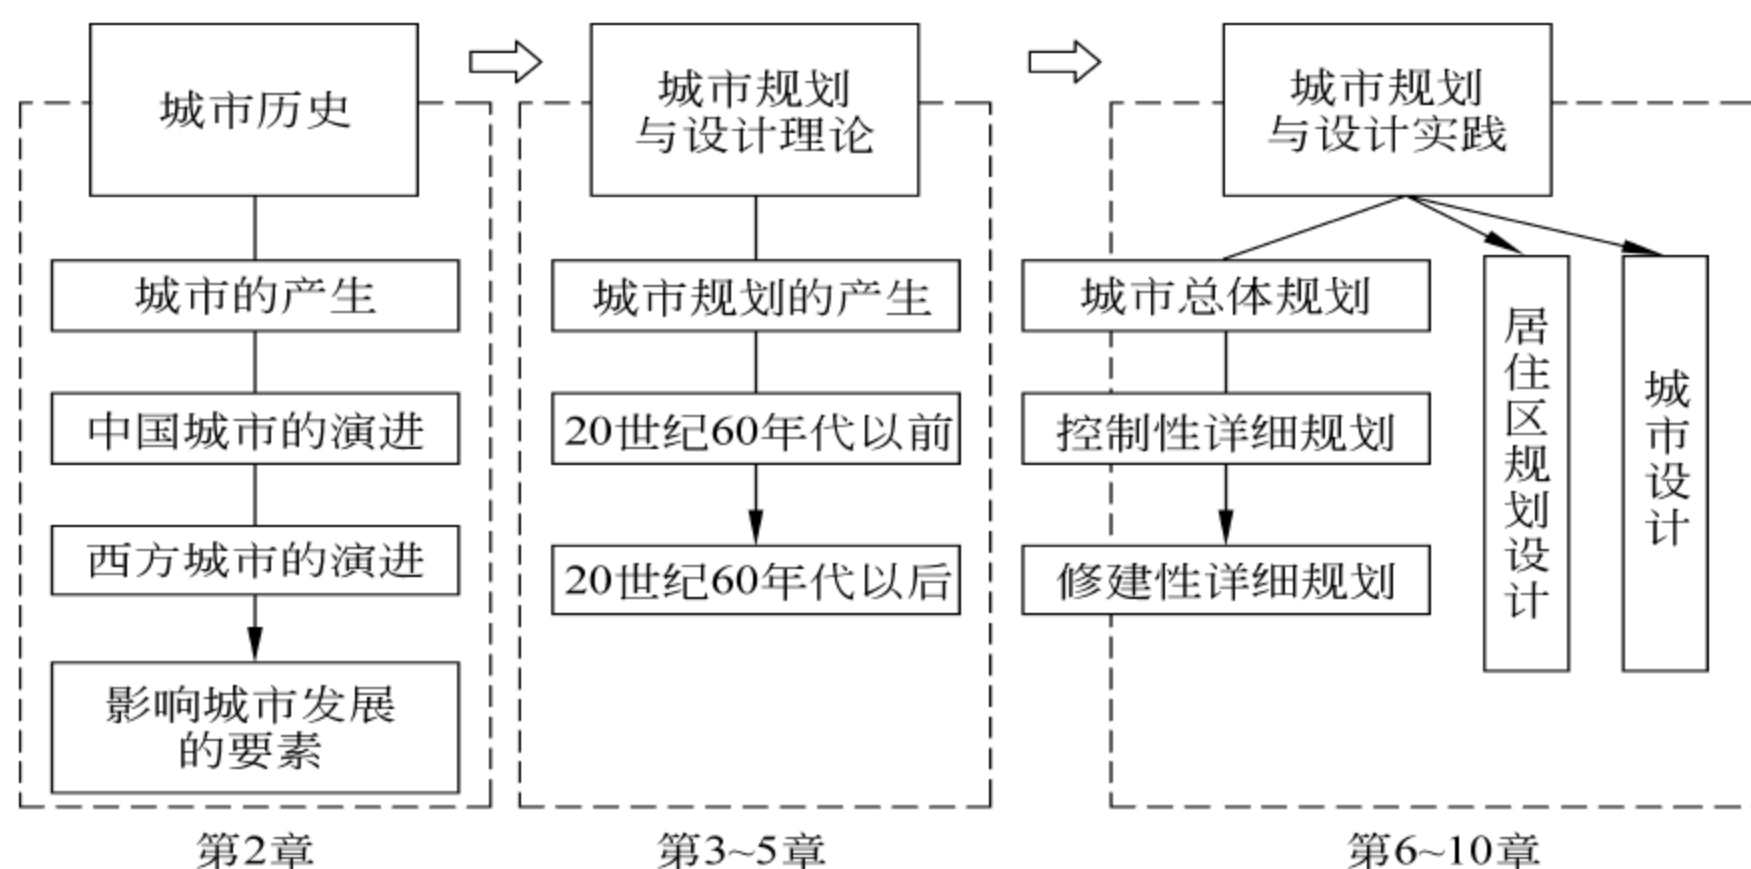 城市历史
城市的产生
中国城市的演进
西方城市的演进
影响城市发展
的要素
第2章
城市规划
与设计理论
城市规划的产生
20世纪60年代以前
20世纪60年代以后
第3~5章
城市规划
与设计实践
城市总体规划
控制性详细规划
修建性详细规划
居住区规划设计
城市设计
第6~10章